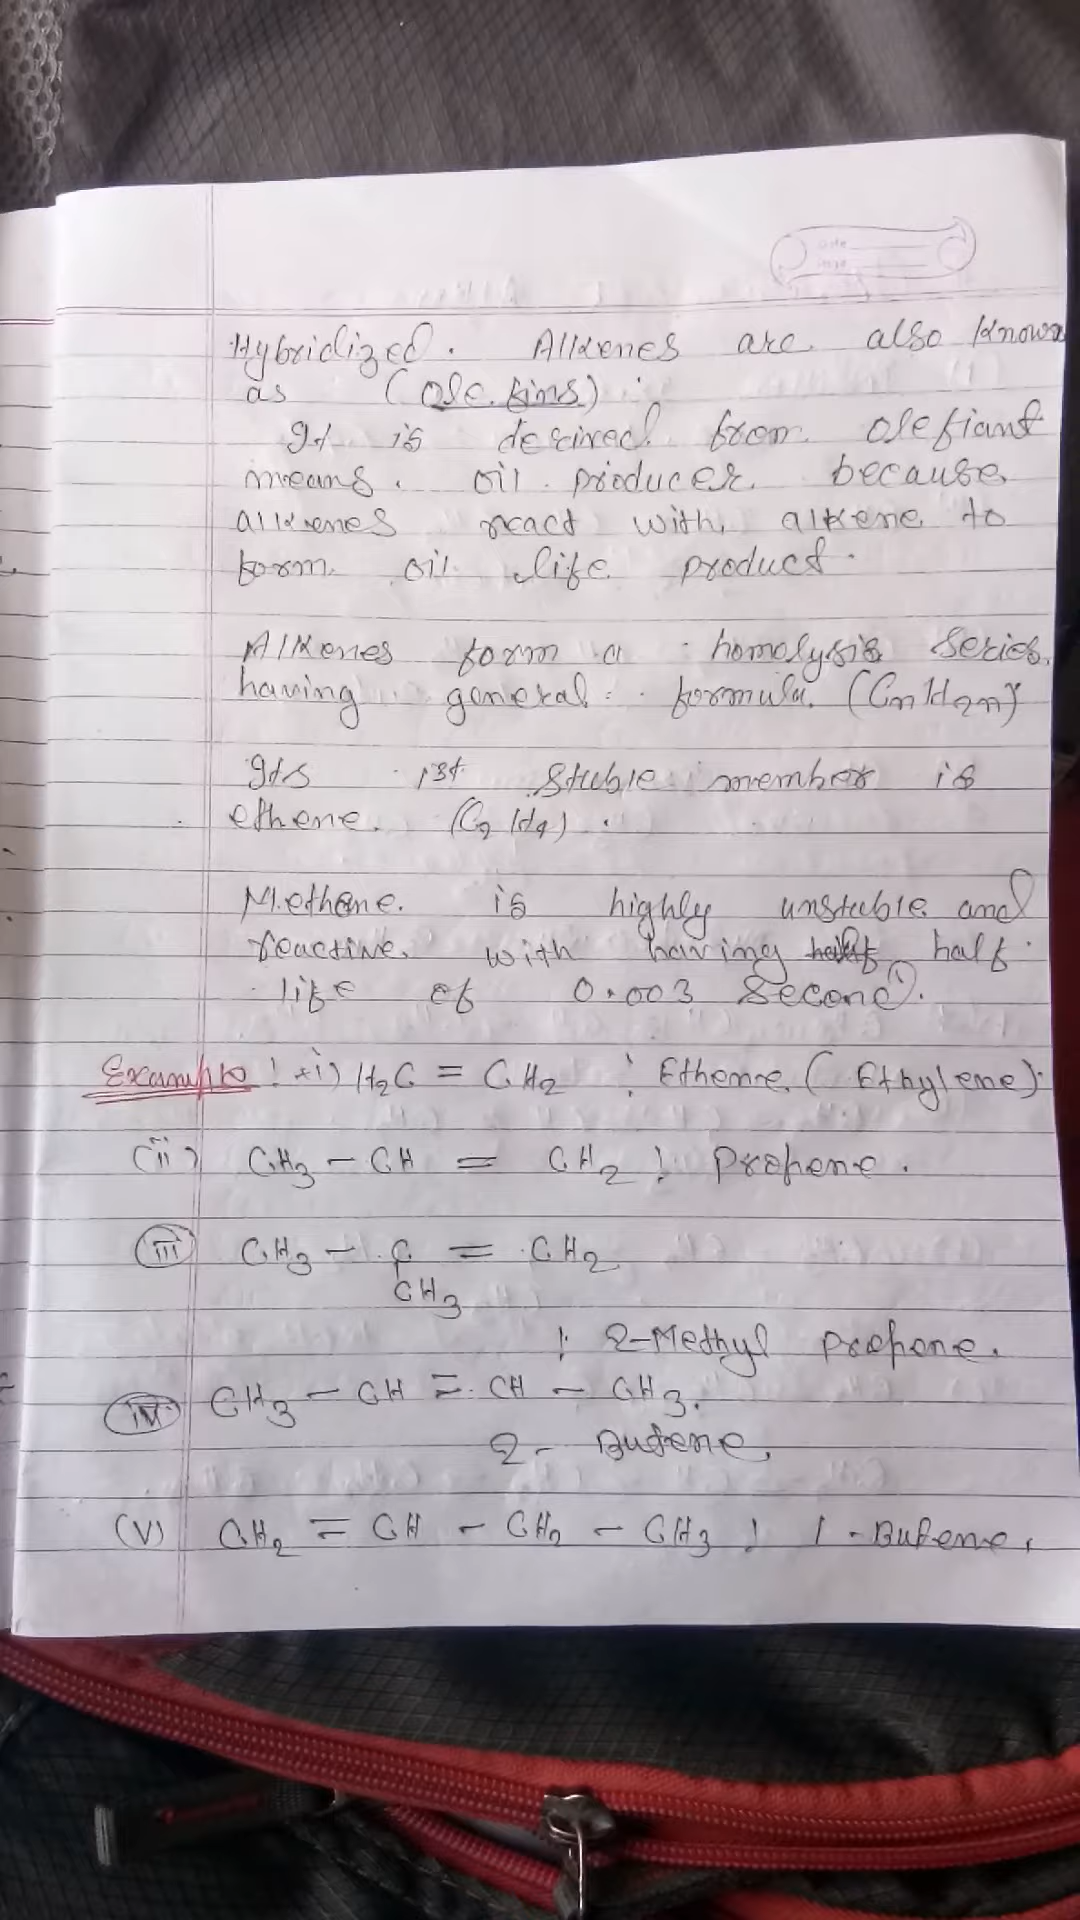 Date
Page
Hybridized. Alkenes are also known
as (Olefins).
It is derived from olefiant
means. oil producer because
alkenes react with alkene to
form oil life product.
Alkenes form a homolysis series.
having general formula. (CnH2n)
Its 1st stable member is
ethene. (C2H4).
Methene. is highly unstable and
reactive. with having half
life of 0.003 second.
Example: i) H2C = CH2 : Ethene. (Ethylene).
(ii) CH3 - CH = CH2 : Propene.
(iii) CH3 - C = CH2
CH3
: 2-Methyl propene.
(iv) CH3 - CH = CH - CH3.
2- Butene.
(V) CH2 = CH - CH2 - CH3 : 1 - Butene.